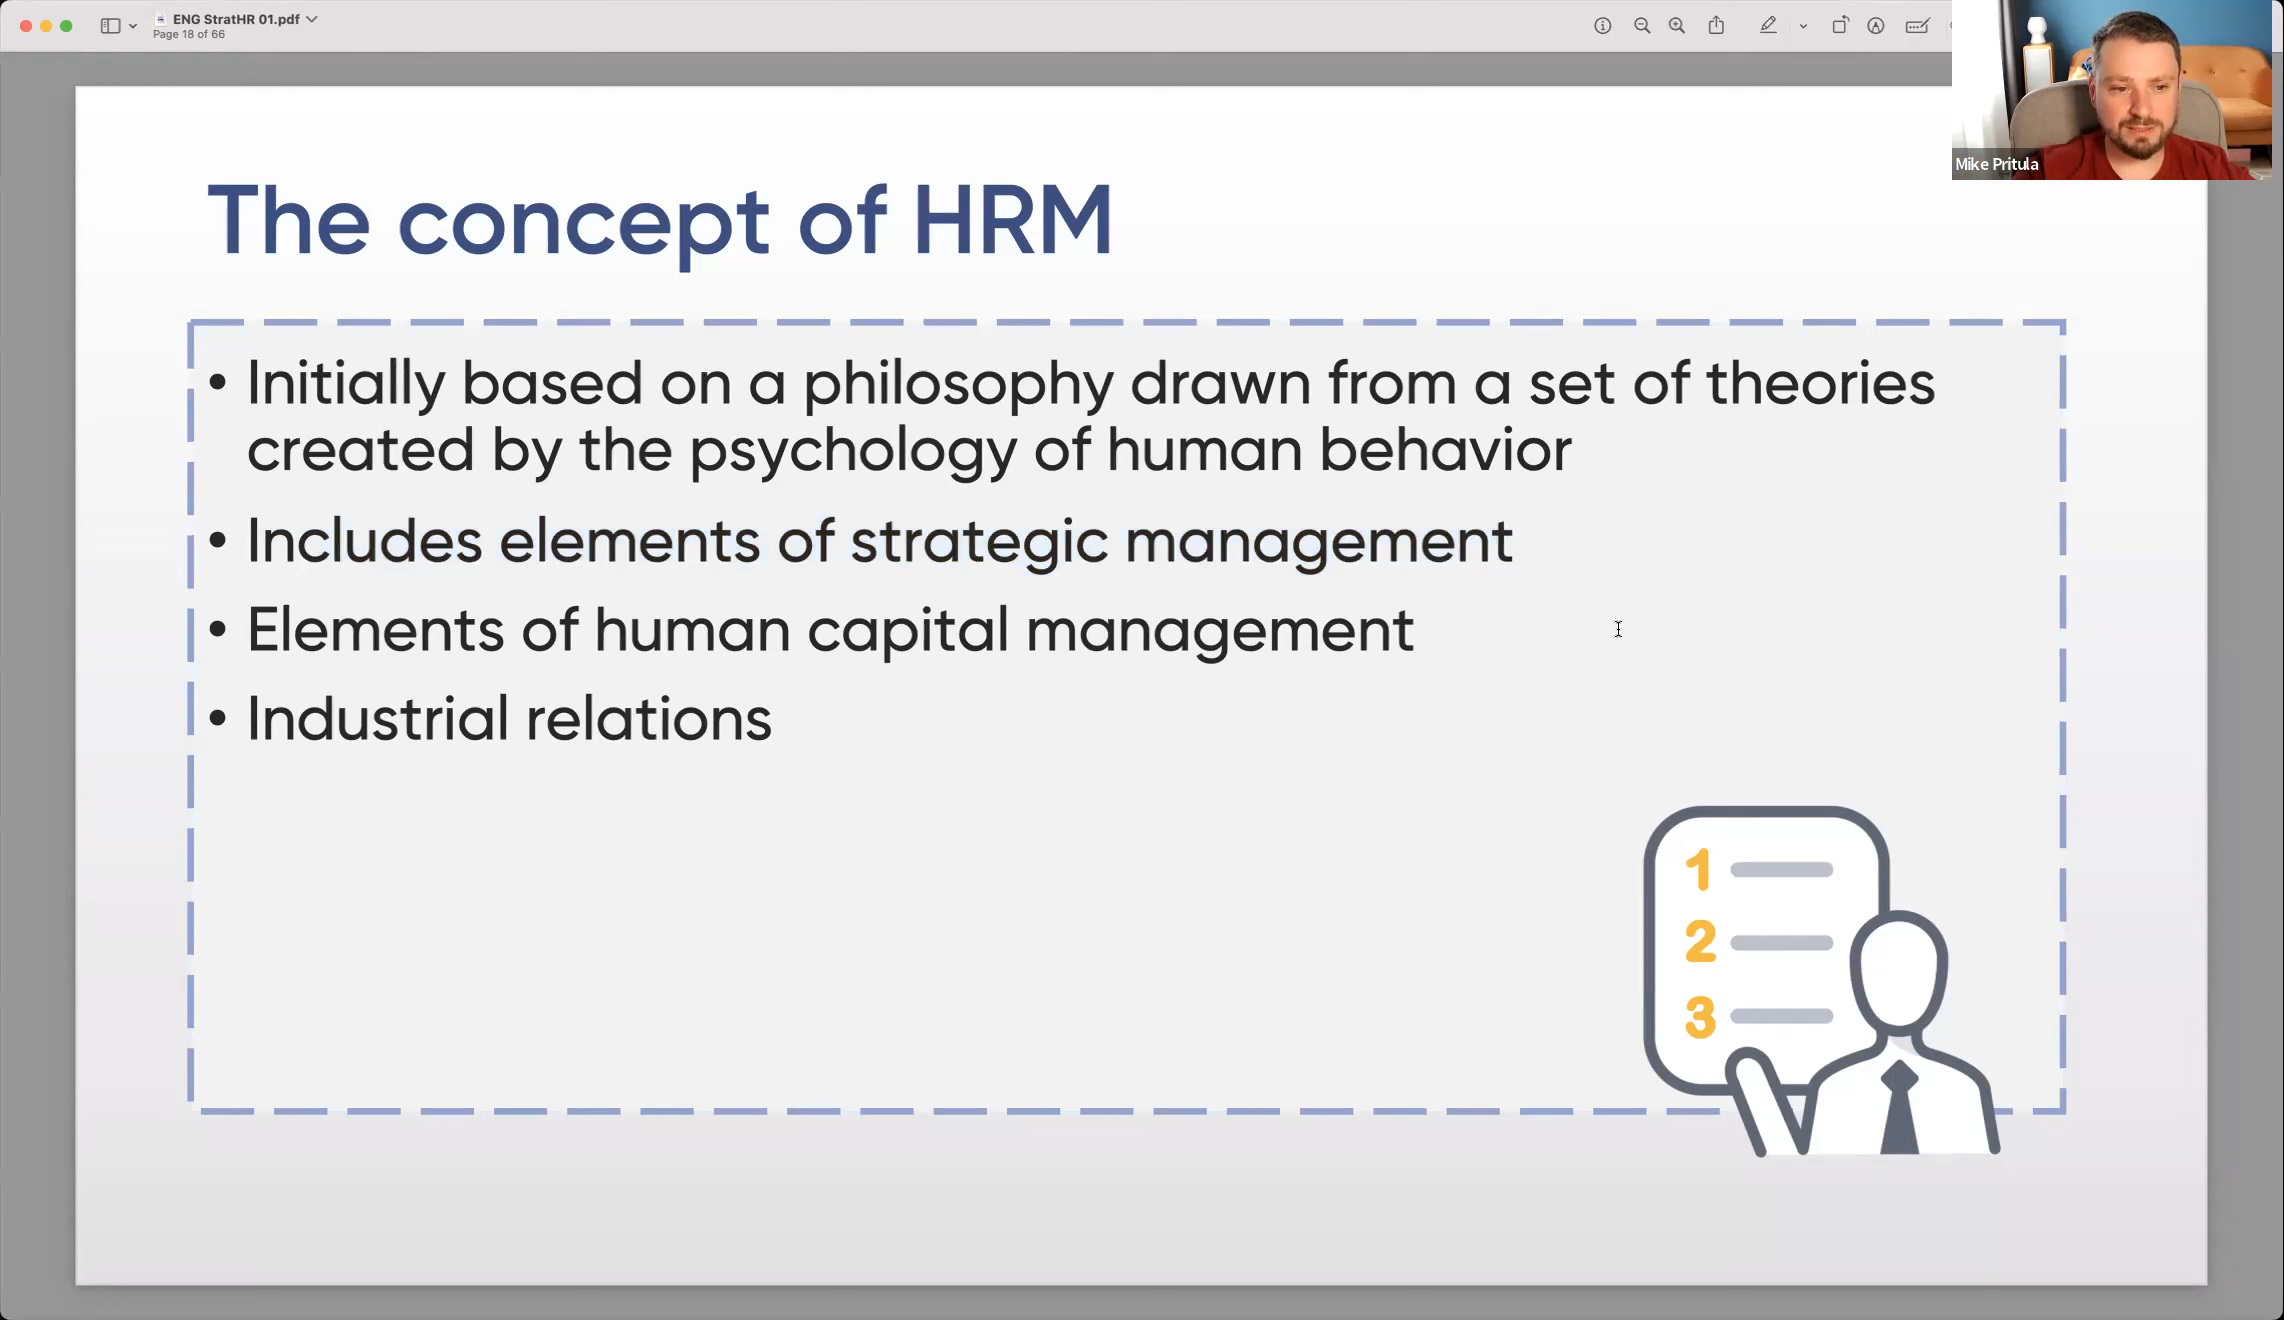 ENG StratHR 01.pdf
Page 18 of 66
Mike Pritula
The concept of HRM
• Initially based on a philosophy drawn from a set of theories
created by the psychology of human behavior
• Includes elements of strategic management
• Elements of human capital management
• Industrial relations
1
2
3